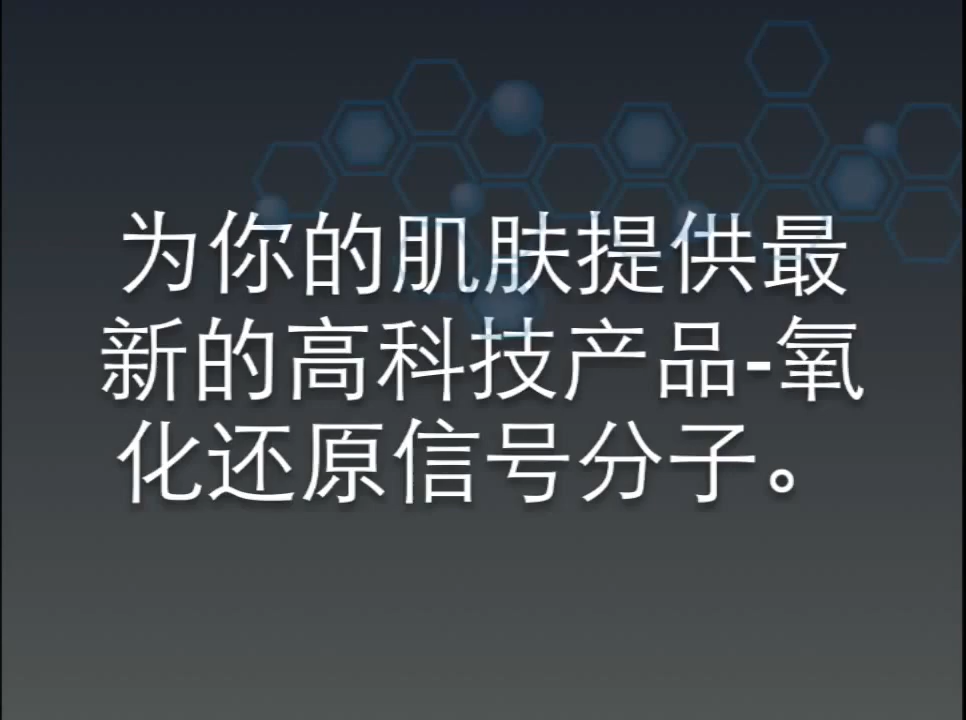 为你的肌肤提供最
新的高科技产品-氧
化还原信号分子。